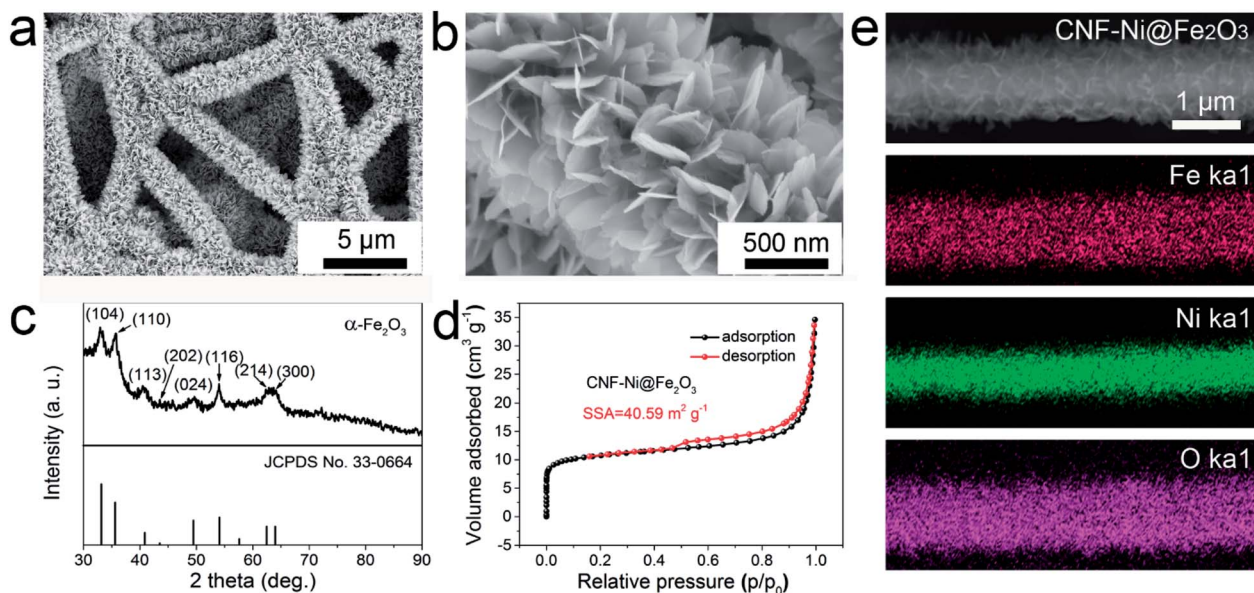 a
5 µm
b
500 nm
c
(104)
(110)
α-Fe₂O₃
(113)
(202)
(024)
(116)
(214)
(300)
JCPDS No. 33-0664
Intensity (a. u.)
30 40 50 60 70 80 90
2 theta (deg.)
d
35
30
25
20
15
10
5
0
-5
adsorption
desorption
CNF-Ni@Fe₂O₃
SSA=40.59 m² g⁻¹
Volume adsorbed (cm³ g⁻¹)
0.0 0.2 0.4 0.6 0.8 1.0
Relative pressure (p/p₀)
e
CNF-Ni@Fe₂O₃
1 µm
Fe ka1
Ni ka1
O ka1